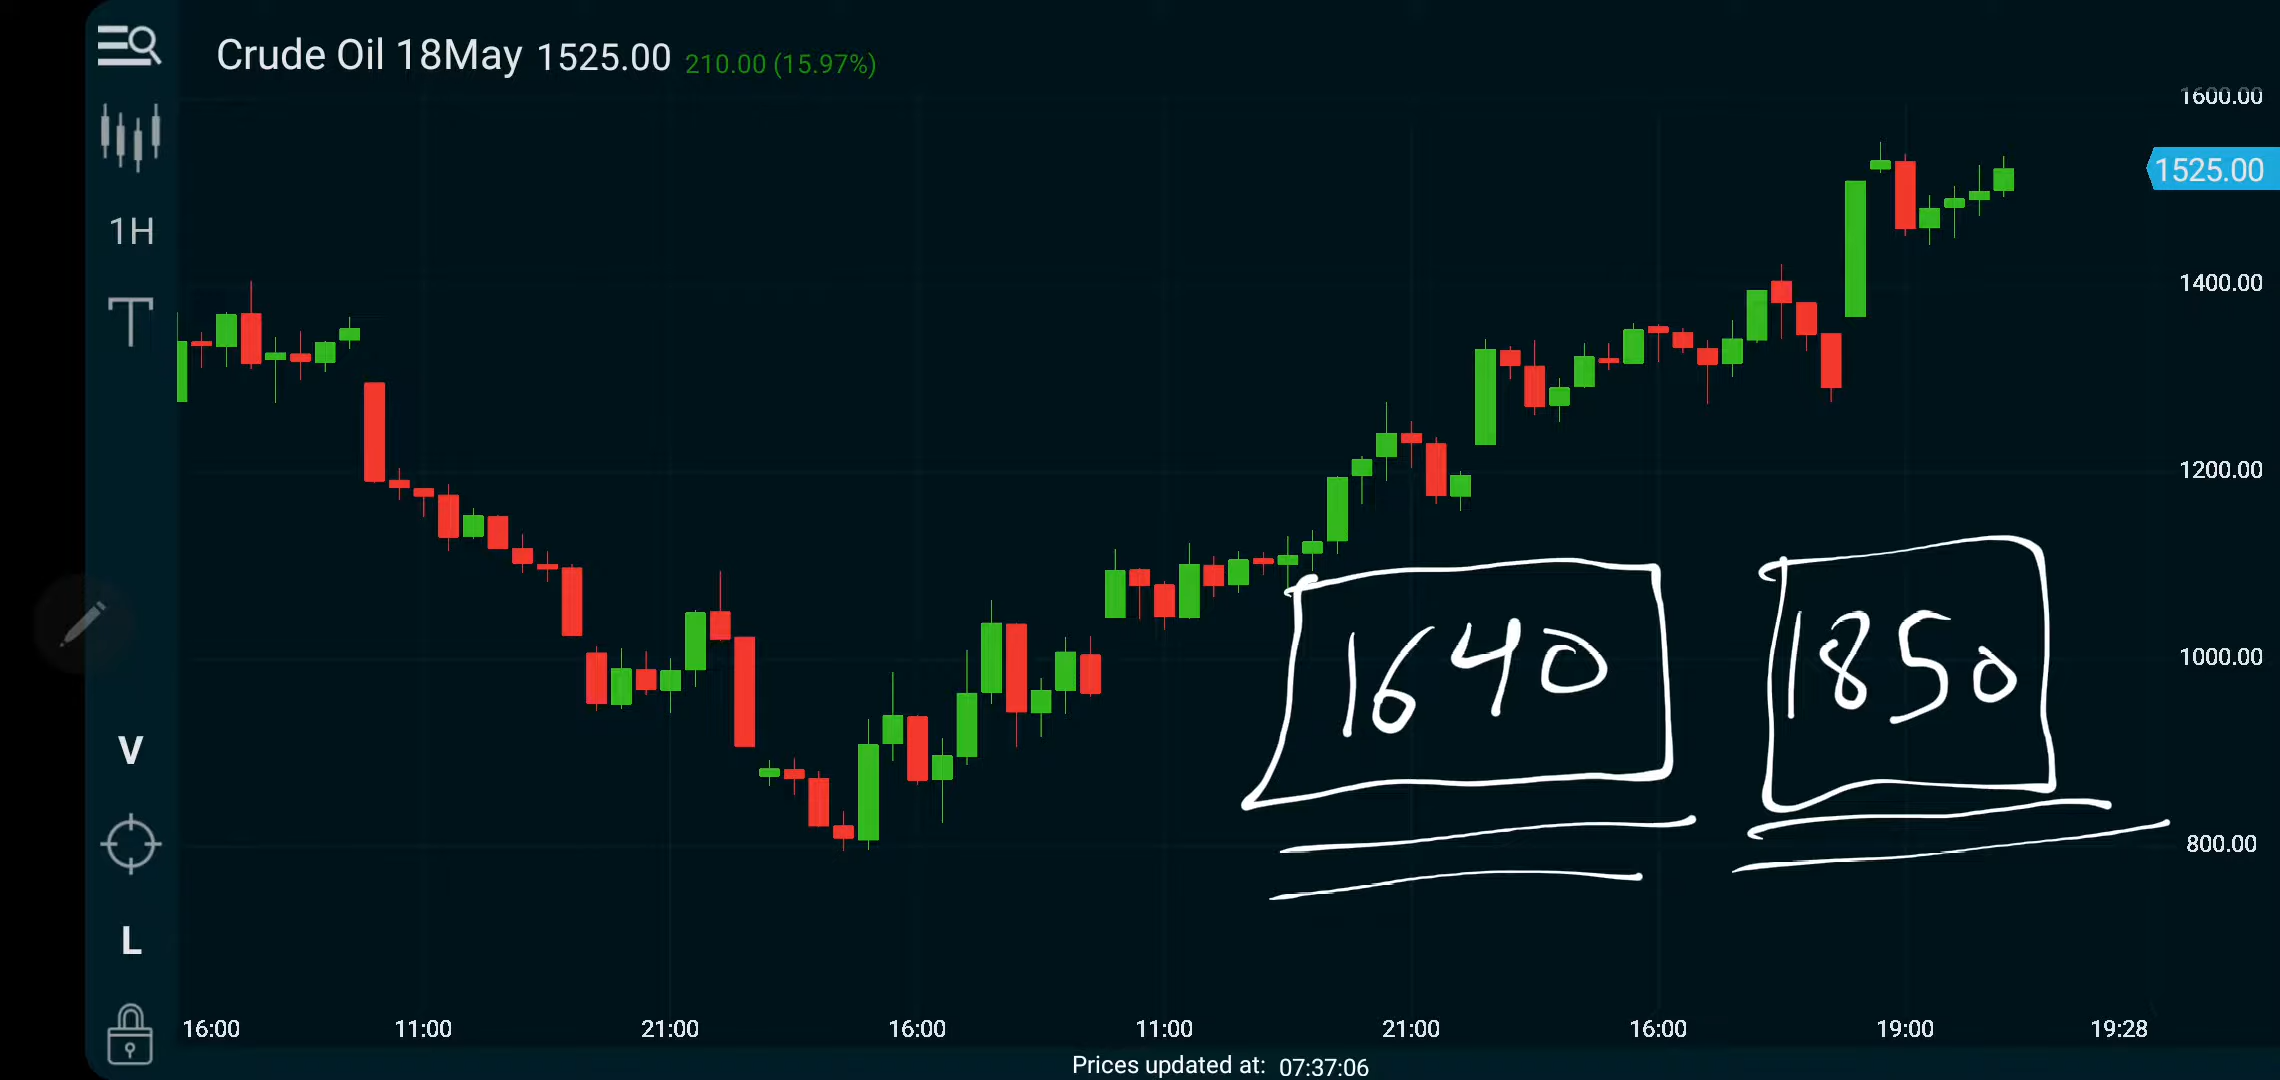 Crude Oil 18May 1525.00 210.00 (15.97%)
1600.00
1525.00
1H
1400.00
T
1200.00
1640 1850
1000.00
V
800.00
L
16:00 11:00 21:00 16:00 11:00 21:00 16:00 19:00 19:28
Prices updated at: 07:37:06